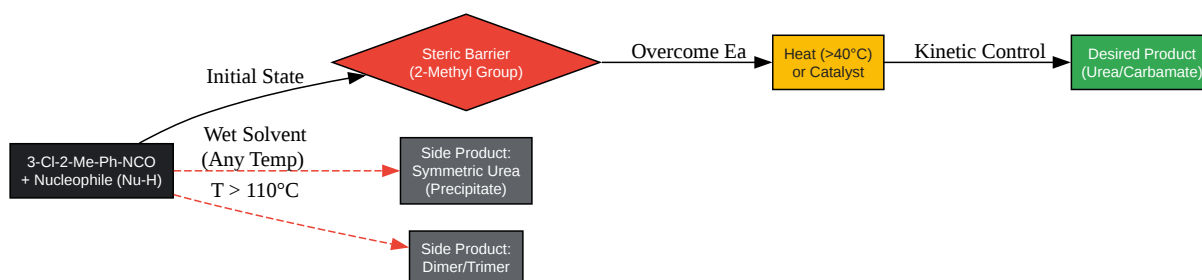 Steric Barrier
(2-Methyl Group)
Overcome Ea
Heat (>40°C)
or Catalyst
Kinetic Control
Desired Product
(Urea/Carbamate)
Initial State
3-Cl-2-Me-Ph-NCO
+ Nucleophile (Nu-H)
Wet Solvent
(Any Temp)
Side Product:
Symmetric Urea
(Precipitate)
T > 110°C
Side Product:
Dimer/Trimer